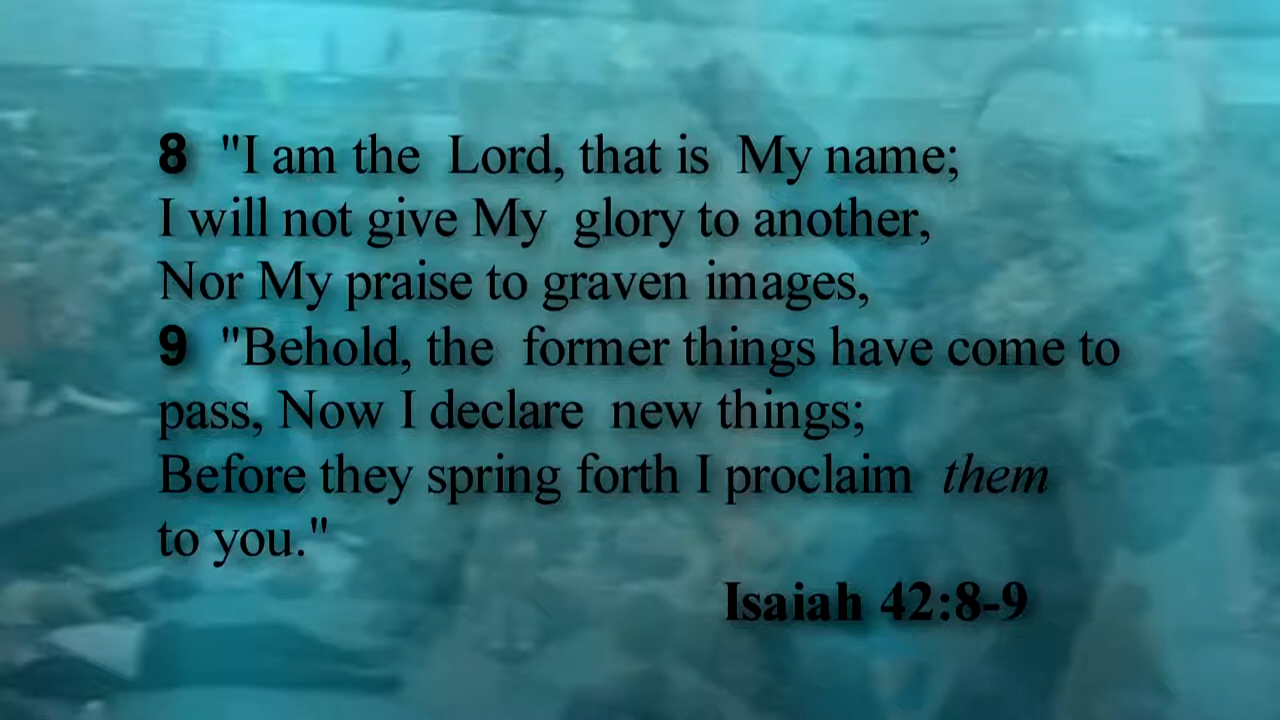 8 "I am the Lord, that is My name;
I will not give My glory to another,
Nor My praise to graven images,
9 "Behold, the former things have come to
pass, Now I declare new things;
Before they spring forth I proclaim them
to you."
Isaiah 42:8-9